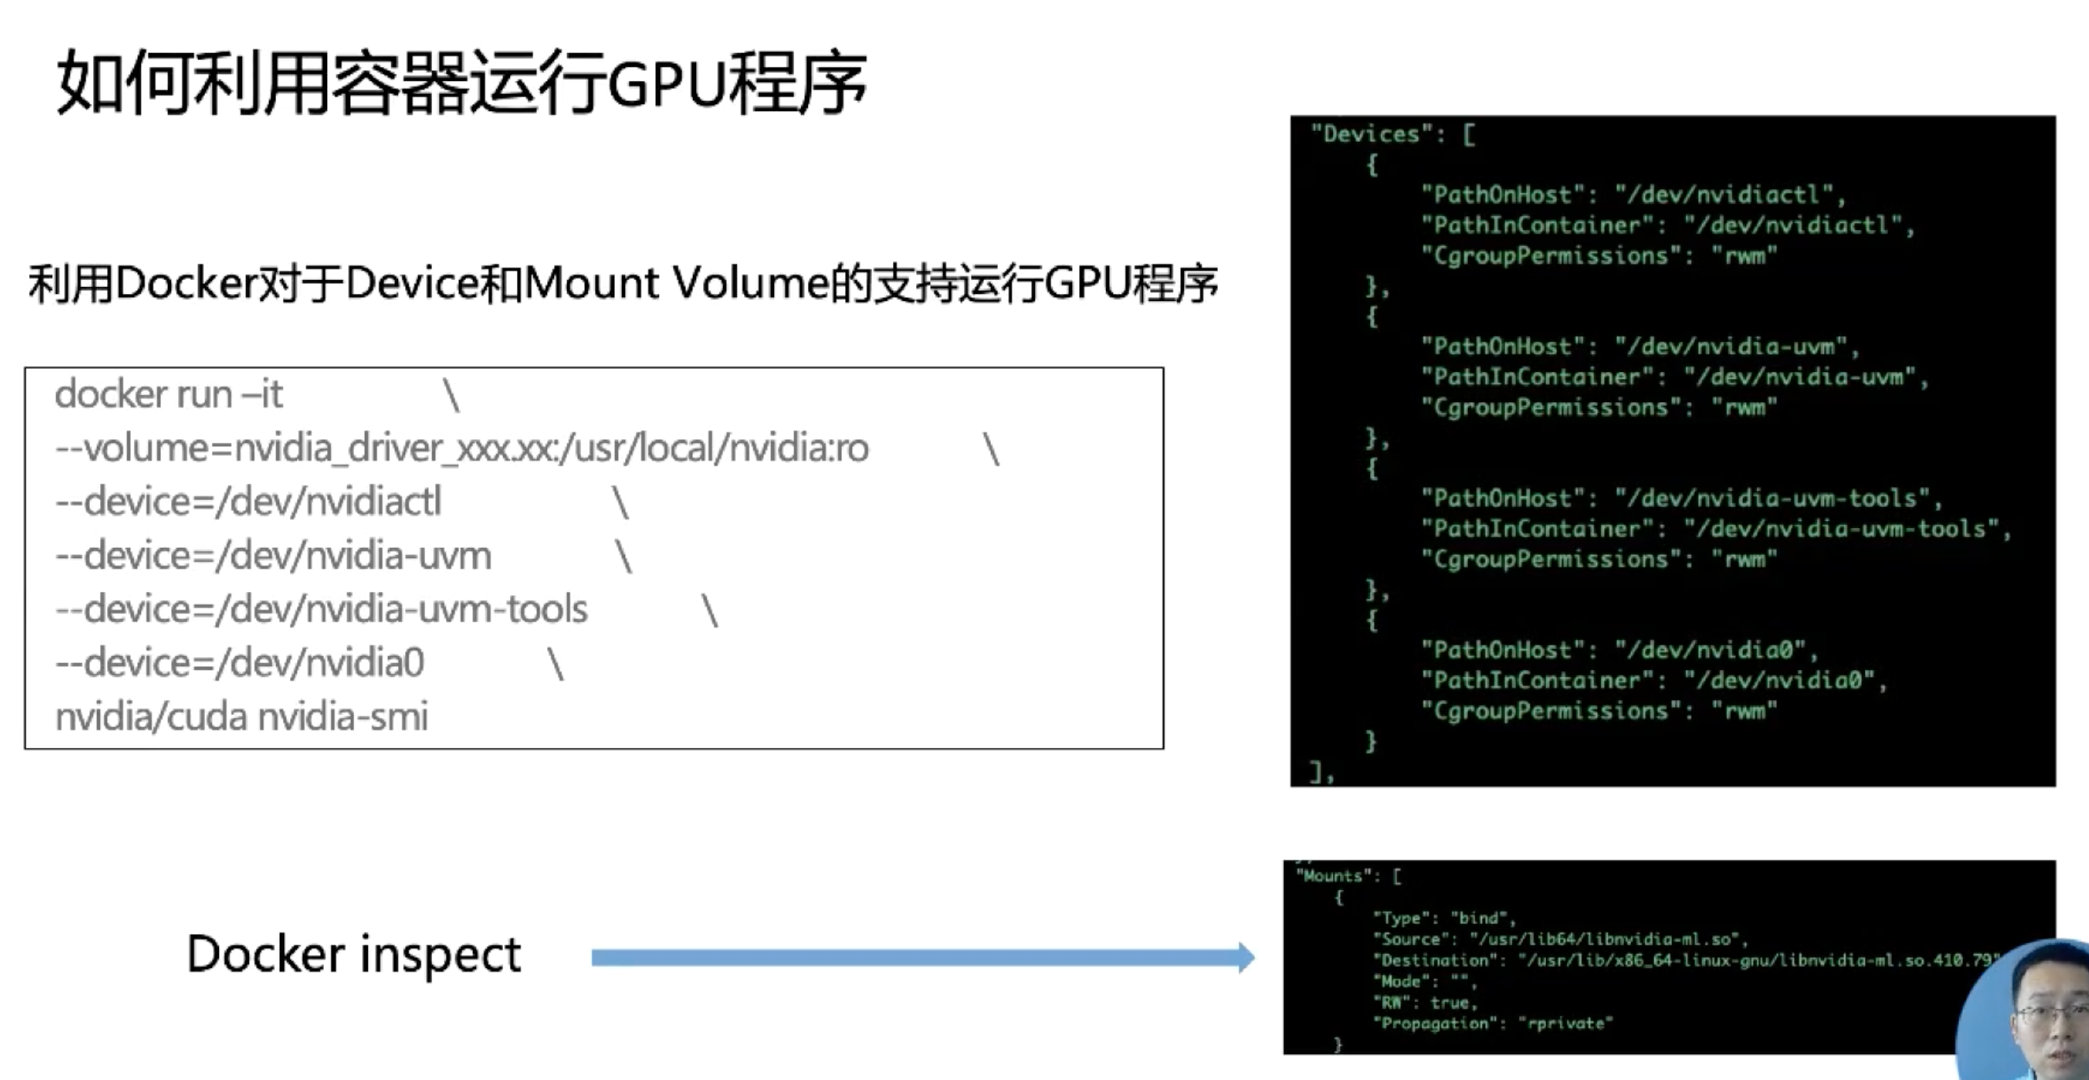 如何利用容器运行GPU程序
利用Docker对于Device和Mount Volume的支持运行GPU程序
docker run –it \
--volume=nvidia_driver_xxx.xx:/usr/local/nvidia:ro \
--device=/dev/nvidiactl \
--device=/dev/nvidia-uvm \
--device=/dev/nvidia-uvm-tools \
--device=/dev/nvidia0 \
nvidia/cuda nvidia-smi
Docker inspect
"Devices": [
{
"PathOnHost": "/dev/nvidiactl",
"PathInContainer": "/dev/nvidiactl",
"CgroupPermissions": "rwm"
},
{
"PathOnHost": "/dev/nvidia-uvm",
"PathInContainer": "/dev/nvidia-uvm",
"CgroupPermissions": "rwm"
},
{
"PathOnHost": "/dev/nvidia-uvm-tools",
"PathInContainer": "/dev/nvidia-uvm-tools",
"CgroupPermissions": "rwm"
},
{
"PathOnHost": "/dev/nvidia0",
"PathInContainer": "/dev/nvidia0",
"CgroupPermissions": "rwm"
}
],
"Mounts": [
{
"Type": "bind",
"Source": "/usr/lib64/libnvidia-ml.so",
"Destination": "/usr/lib/x86_64-linux-gnu/libnvidia-ml.so.410.79"
"Mode": "",
"RW": true,
"Propagation": "rprivate"
}